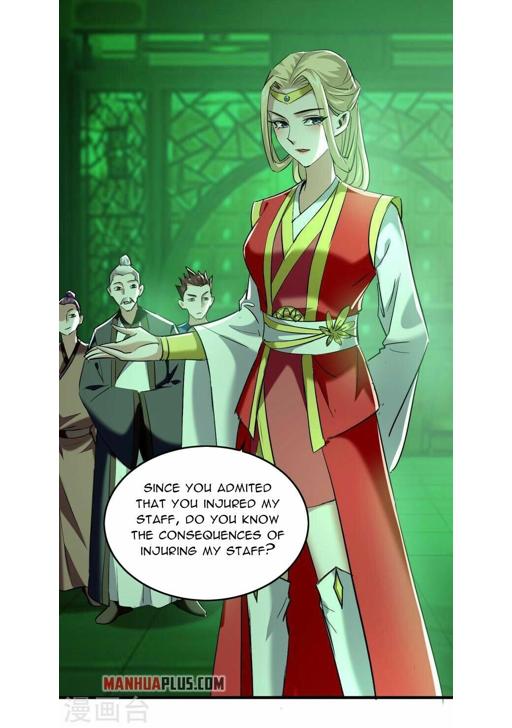 SINCE YOU ADMITED
THAT YOU INJURED MY
STAFF, DO YOU KNOW
THE CONSEQUENCES OF
INJURING MY STAFF?
MANHUAPLUS.COM
漫画台